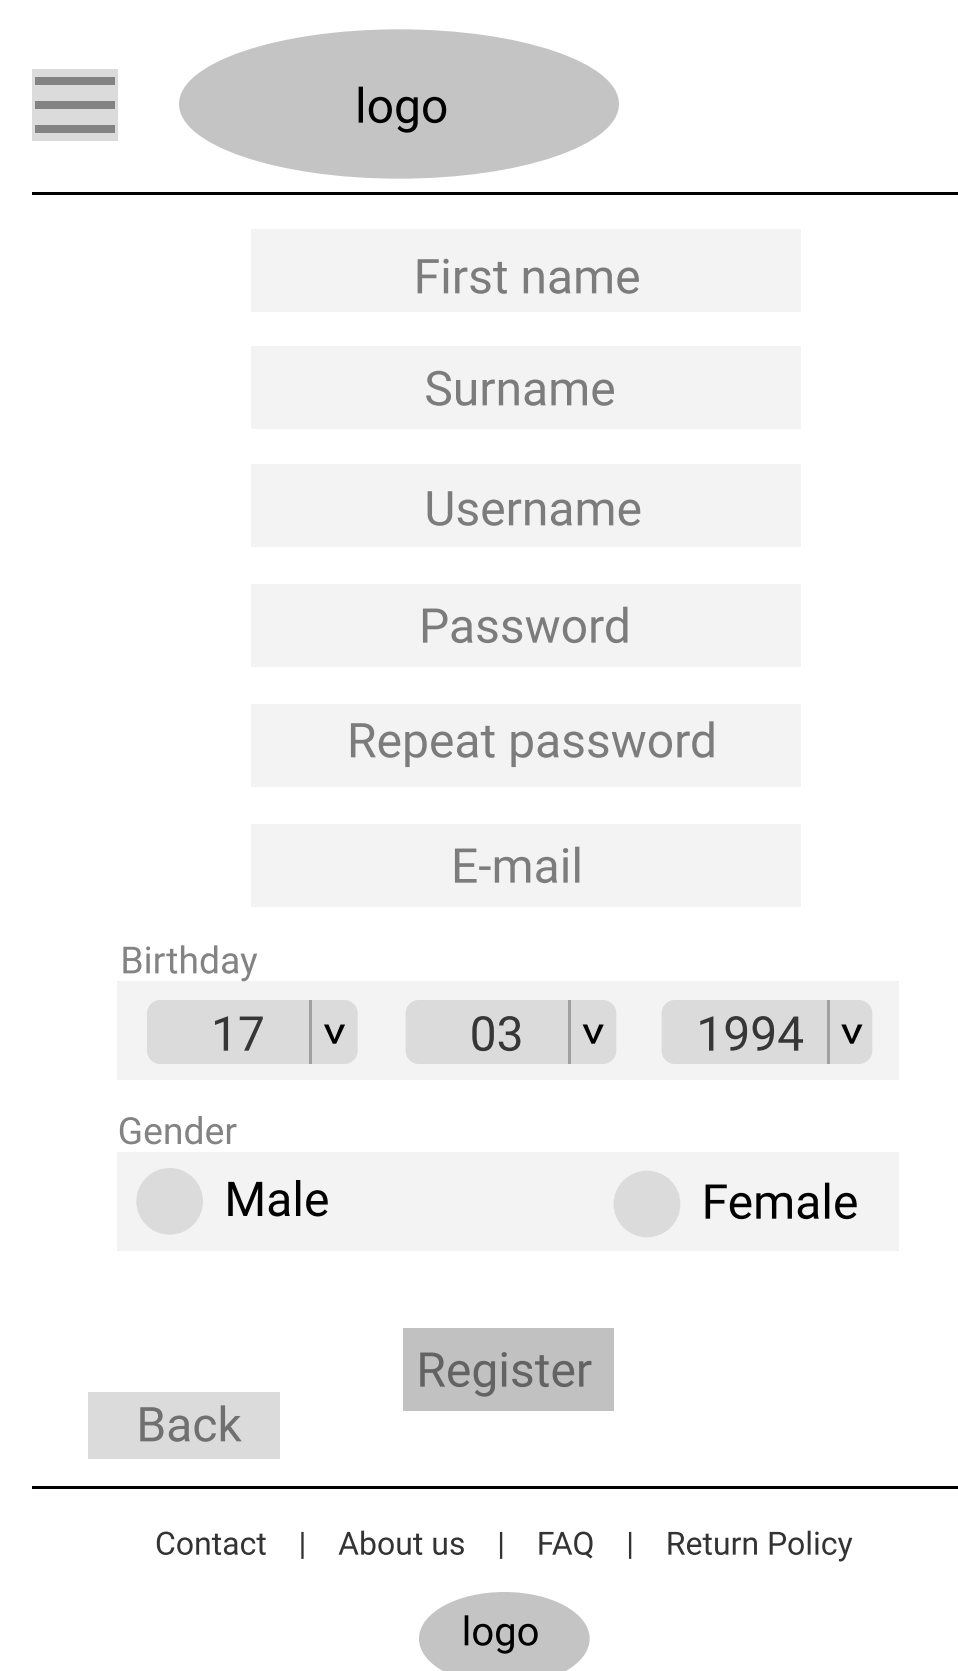 logo
First name
Surname
Username
Password
Repeat password
E-mail
Birthday
17 v 03 v 1994 v
Gender
Male Female
Register
Back
Contact | About us | FAQ | Return Policy
logo